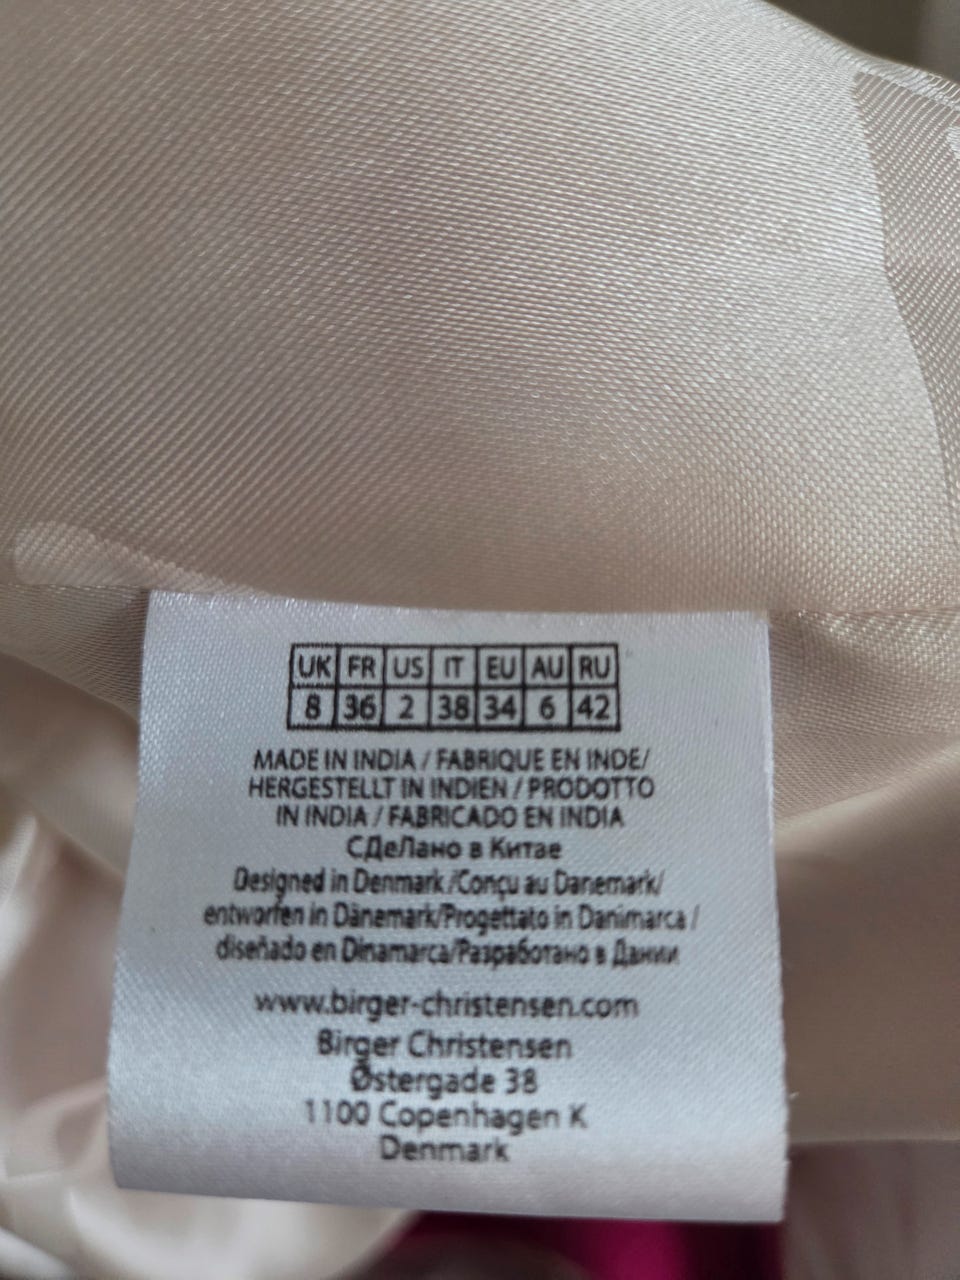 UK FR US IT EU AU RU
8 36 2 38 34 6 42
MADE IN INDIA / FABRIQUE EN INDE/
HERGESTELLT IN INDIEN / PRODOTTO
IN INDIA / FABRICADO EN INDIA
СДеЛано в Китае
Designed in Denmark /Conçu au Danemark/
entworfen in Dänemark/Progettato in Danimarca /
diseñado en Dinamarca/Разработано в Дании
www.birger-christensen.com
Birger Christensen
Østergade 38
1100 Copenhagen K
Denmark